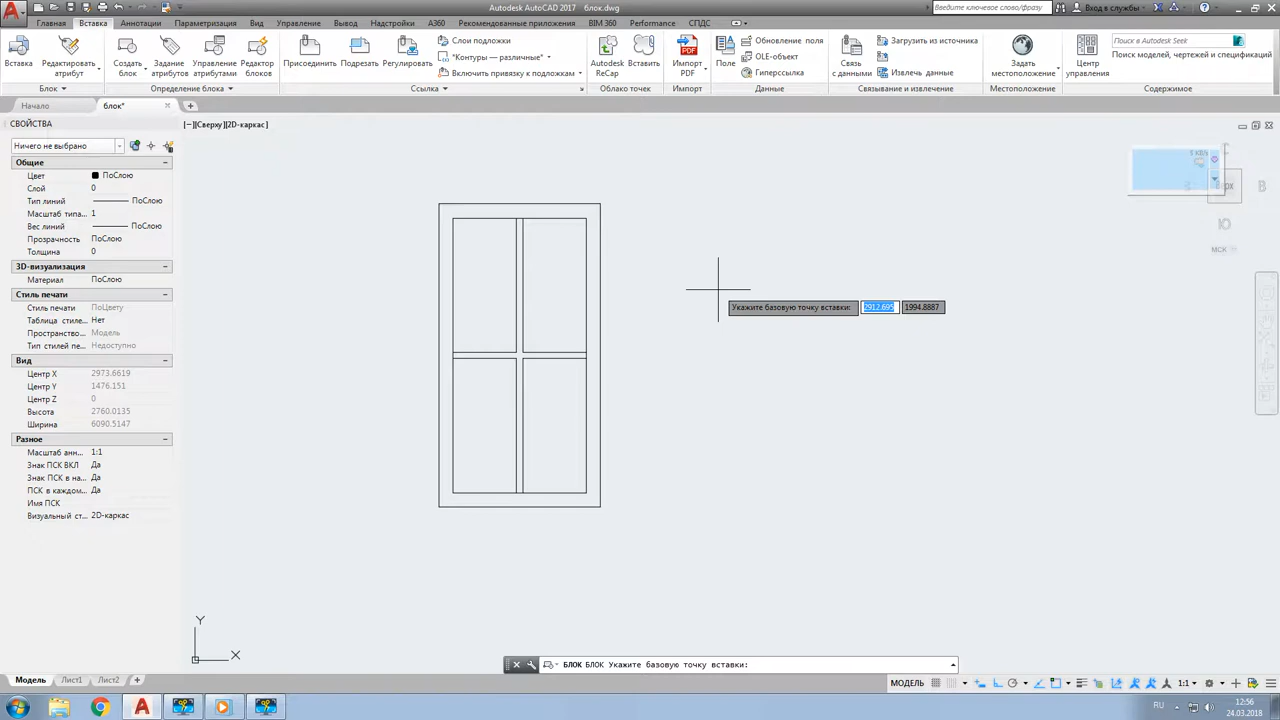 Autodesk AutoCAD 2017 блок.dwg
Введите ключевое слово/фразу
Вход в службы
Главная Вставка Аннотации Параметризация Вид Управление Вывод Надстройки A360 Рекомендованные приложения BIM 360 Performance СПДС
Вставка
Редактировать атрибут
Создать блок
Задание атрибутов
Управление атрибутами
Редактор блоков
Присоединить
Подрезать
Регулировать
Слои подложки
*Контуры — различные*
Включить привязку к подложкам
Autodesk ReCap
Вставить
Импорт PDF
Поле
Обновление поля
OLE-объект
Гиперссылка
Связь с данными
Загрузить из источника
Извлечь данные
Задать местоположение
Центр управления
Поиск в Autodesk Seek
Поиск моделей, чертежей и спецификаций
Блок
Определение блока
Ссылка
Облако точек
Импорт
Данные
Связывание и извлечение
Местоположение
Содержимое
Начало
блок*
СВОЙСТВА
[−][Сверху][2D-каркас]
Ничего не выбрано
Общие
Цвет ПоСлою
Слой 0
Тип линий ПоСлою
Масштаб типа... 1
Вес линий ПоСлою
Прозрачность ПоСлою
Толщина 0
3D-визуализация
Материал ПоСлою
Стиль печати
Стиль печати ПоЦвету
Таблица стиле... Нет
Пространство... Модель
Тип стилей пе... Недоступно
Вид
Центр X 2973.6619
Центр Y 1476.151
Центр Z 0
Высота 2760.0135
Ширина 6090.5147
Разное
Масштаб анн... 1:1
Знак ПСК ВКЛ Да
Знак ПСК в на... Да
ПСК в каждом... Да
Имя ПСК
Визуальный ст... 2D-каркас
В
Ю
МСК
Укажите базовую точку вставки: 2912.695 1994.8887
Y
X
БЛОК БЛОК Укажите базовую точку вставки:
Модель Лист1 Лист2
МОДЕЛЬ
1:1
RU
12:56
24.03.2018